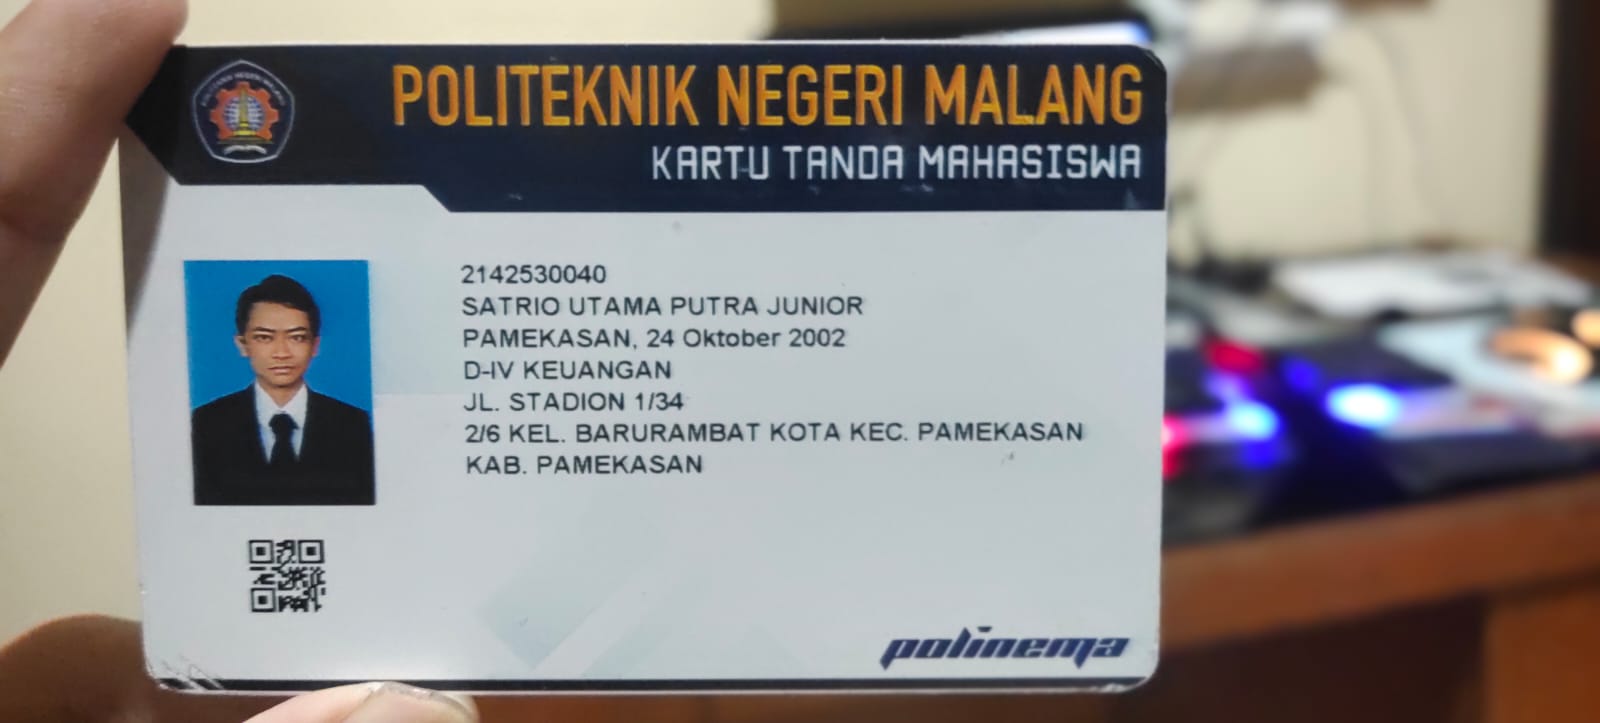 POLITEKNIK NEGERI MALANG
KARTU TANDA MAHASISWA
2142530040
SATRIO UTAMA PUTRA JUNIOR
PAMEKASAN, 24 Oktober 2002
D-IV KEUANGAN
JL. STADION 1/34
2/6 KEL. BARURAMBAT KOTA KEC. PAMEKASAN
KAB. PAMEKASAN
polinema